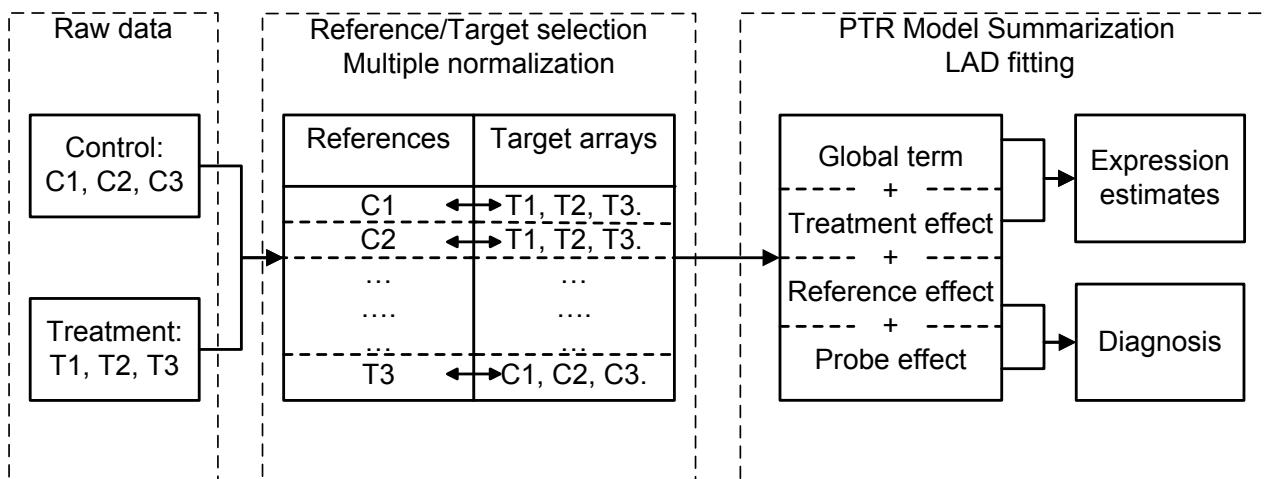 Raw data
Control:
C1, C2, C3
Treatment:
T1, T2, T3
Reference/Target selection
Multiple normalization
References
Target arrays
C1
T1, T2, T3.
C2
T1, T2, T3.
...
...
....
....
...
...
T3
C1, C2, C3.
PTR Model Summarization
LAD fitting
Global term
+
Treatment effect
+
Reference effect
+
Probe effect
Expression
estimates
Diagnosis